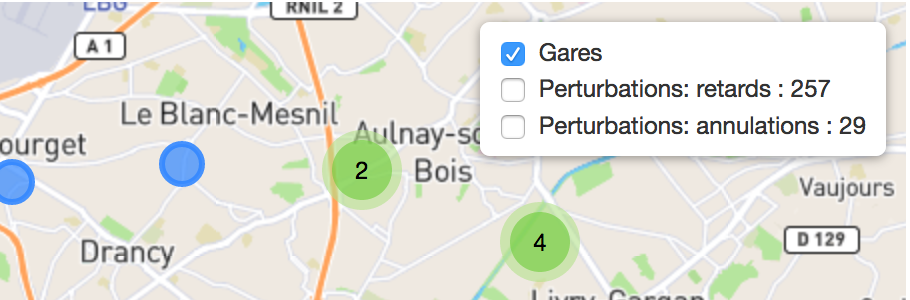 LBG
RNIL 2
A 1
Gares
Perturbations: retards : 257
Perturbations: annulations : 29
Le Blanc-Mesnil
Aulnay-so
Bois
ourget
2
Vaujours
4
D 129
Drancy
Livry-Gargan